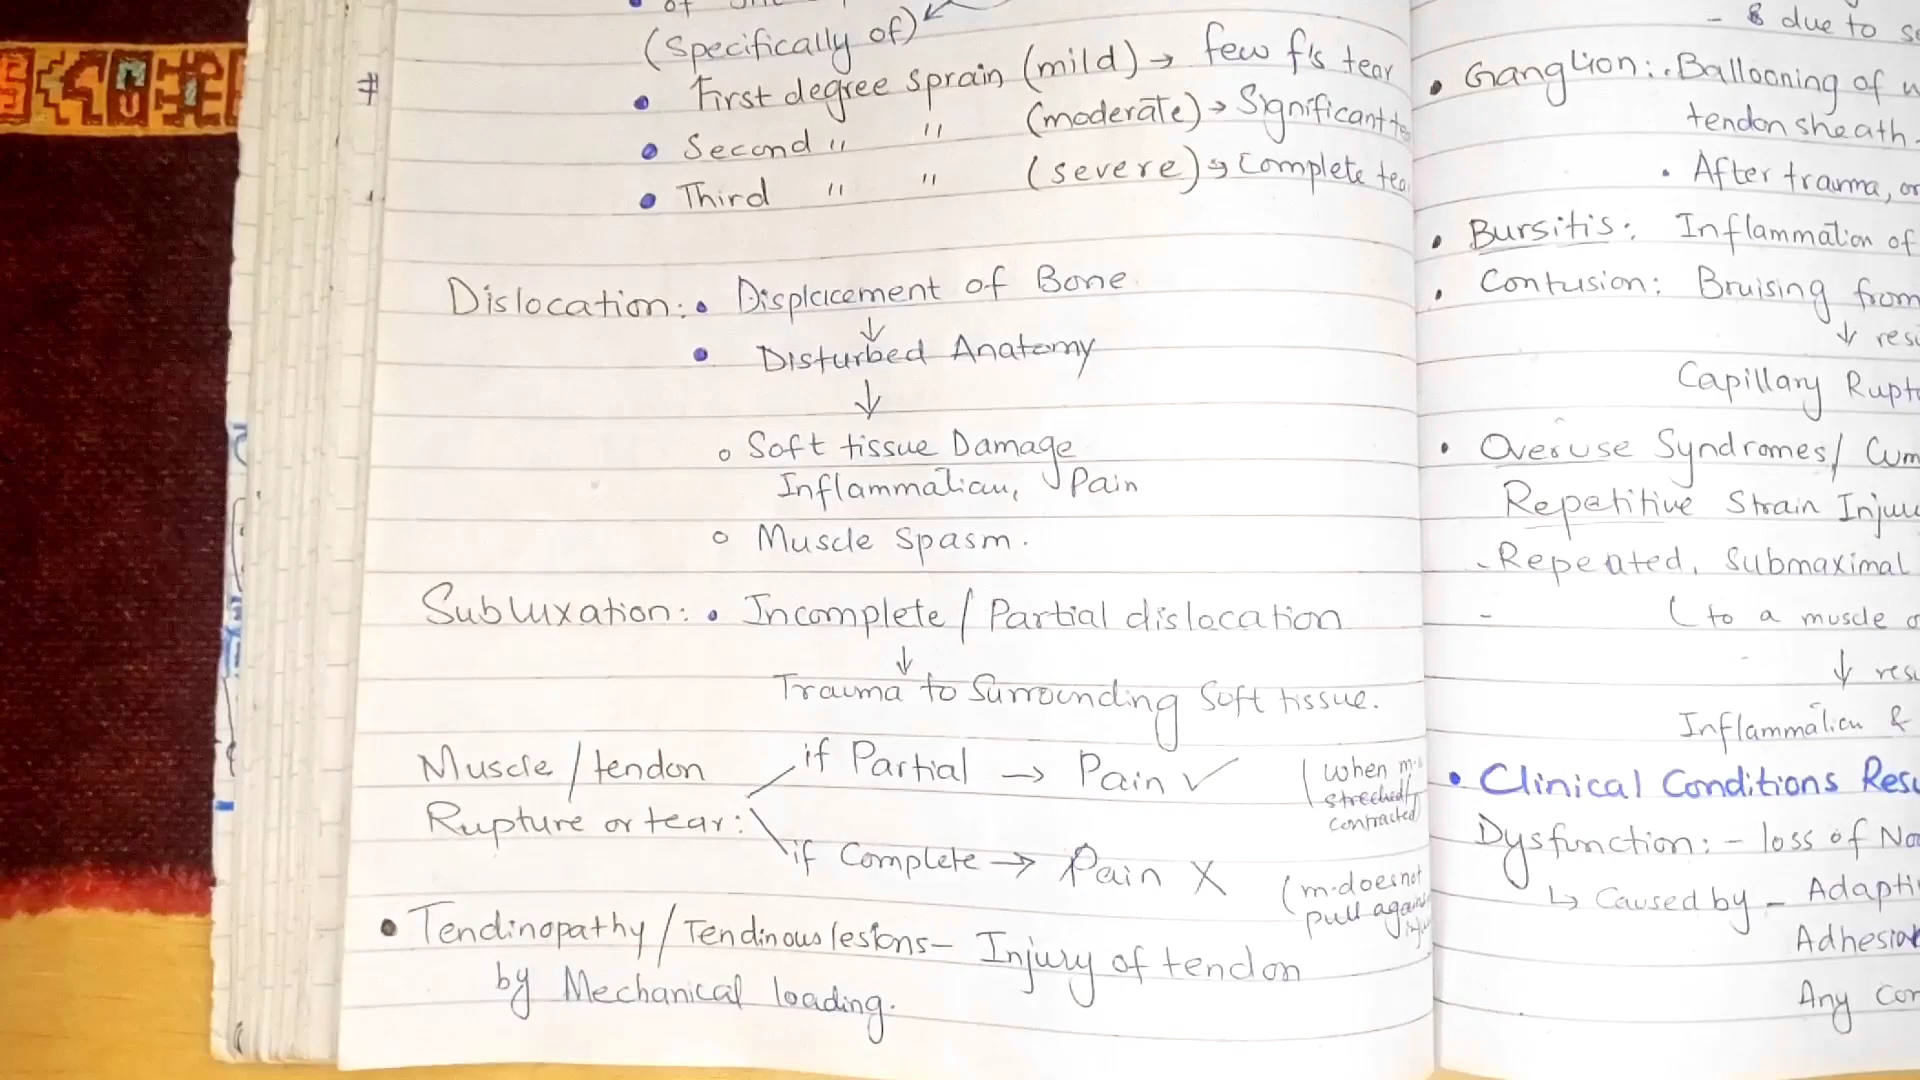 (Specifically of)
• First degree sprain (mild) → few f's tear
• Second " " (moderate) → Significant
• Third " " (severe) → Complete
Dislocation: • Displacement of Bone
↓
• Disturbed Anatomy
↓
○ Soft tissue Damage
Inflammation, Pain
○ Muscle Spasm.
Subluxation: • Incomplete / Partial dislocation
↓
Trauma to Surrounding Soft tissue.
Muscle / tendon if Partial → Pain ✓ (when m.s
streched/
contracted)
Rupture or tear: if Complete → Pain X (m. does not
pull
• Tendinopathy / Tendinous lesions - Injury of tendon
by Mechanical loading.
- due to
• Ganglion: . Ballooning of
tendon sheath.
• After trauma, or
• Bursitis: Inflammation of
• Contusion: Bruising from
↓
Capillary
• Overuse Syndromes /
Repetitive Strain
- Repeated, Submaximal
- (to a muscle
↓
Inflammation &
• Clinical Conditions
Dysfunction: - loss of
↳ Caused by -
Any